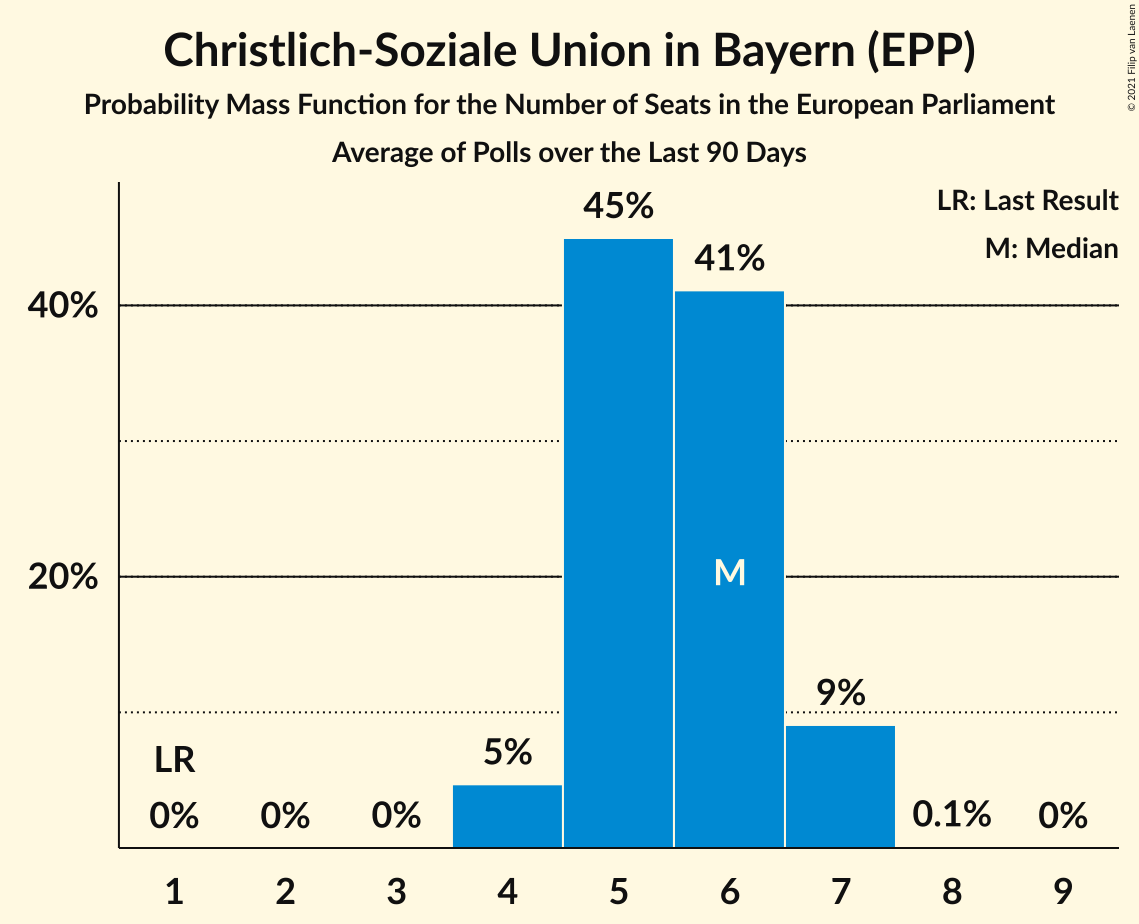 Christlich-Soziale Union in Bayern (EPP)
Probability Mass Function for the Number of Seats in the European Parliament
Average of Polls over the Last 90 Days
© 2021 Filip van Laenen
LR: Last Result
M: Median
45%
41%
40%
20%
M
9%
LR
5%
0% 0% 0% 0.1% 0%
1 2 3 4 5 6 7 8 9